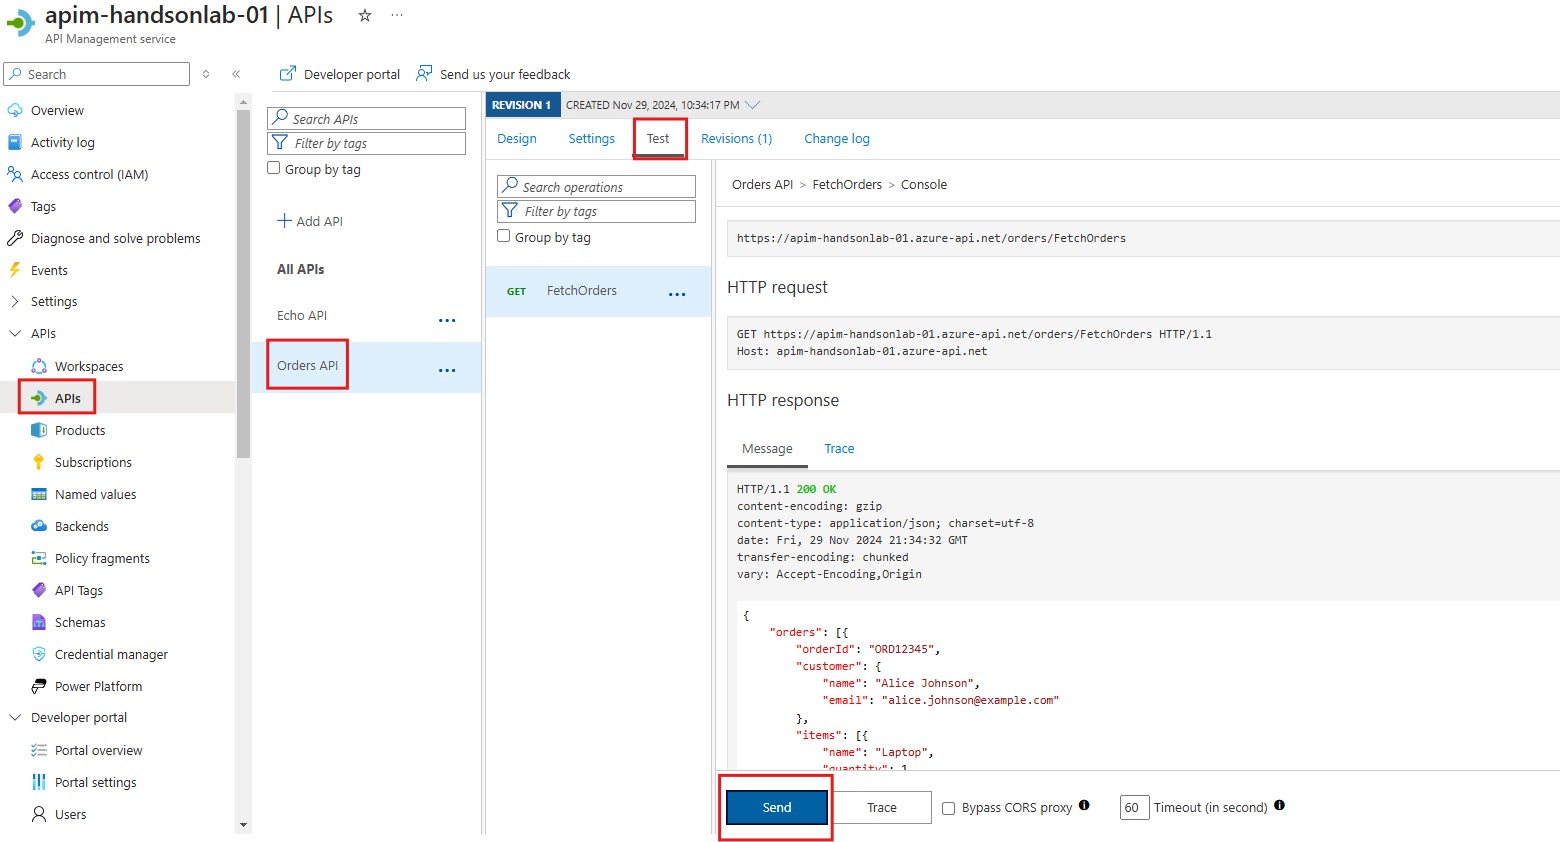 apim-handsonlab-01 | APIs
API Management service
Search
Developer portal
Send us your feedback
Overview
Activity log
Access control (IAM)
Tags
Diagnose and solve problems
Events
Settings
APIs
Workspaces
APIs
Products
Subscriptions
Named values
Backends
Policy fragments
API Tags
Schemas
Credential manager
Power Platform
Developer portal
Portal overview
Portal settings
Users
Search APIs
Filter by tags
Group by tag
Add API
All APIs
Echo API
Orders API
REVISION 1 CREATED Nov 29, 2024, 10:34:17 PM
Design Settings Test Revisions (1) Change log
Search operations
Filter by tags
Group by tag
GET FetchOrders
Orders API > FetchOrders > Console
https://apim-handsonlab-01.azure-api.net/orders/FetchOrders
HTTP request
GET https://apim-handsonlab-01.azure-api.net/orders/FetchOrders HTTP/1.1
Host: apim-handsonlab-01.azure-api.net
HTTP response
Message Trace
HTTP/1.1 200 OK
content-encoding: gzip
content-type: application/json; charset=utf-8
date: Fri, 29 Nov 2024 21:34:32 GMT
transfer-encoding: chunked
vary: Accept-Encoding,Origin
{
"orders": [{
"orderId": "ORD12345",
"customer": {
"name": "Alice Johnson",
"email": "alice.johnson@example.com"
},
"items": [{
"name": "Laptop",
"quantity": 1
Send Trace Bypass CORS proxy 60 Timeout (in second)